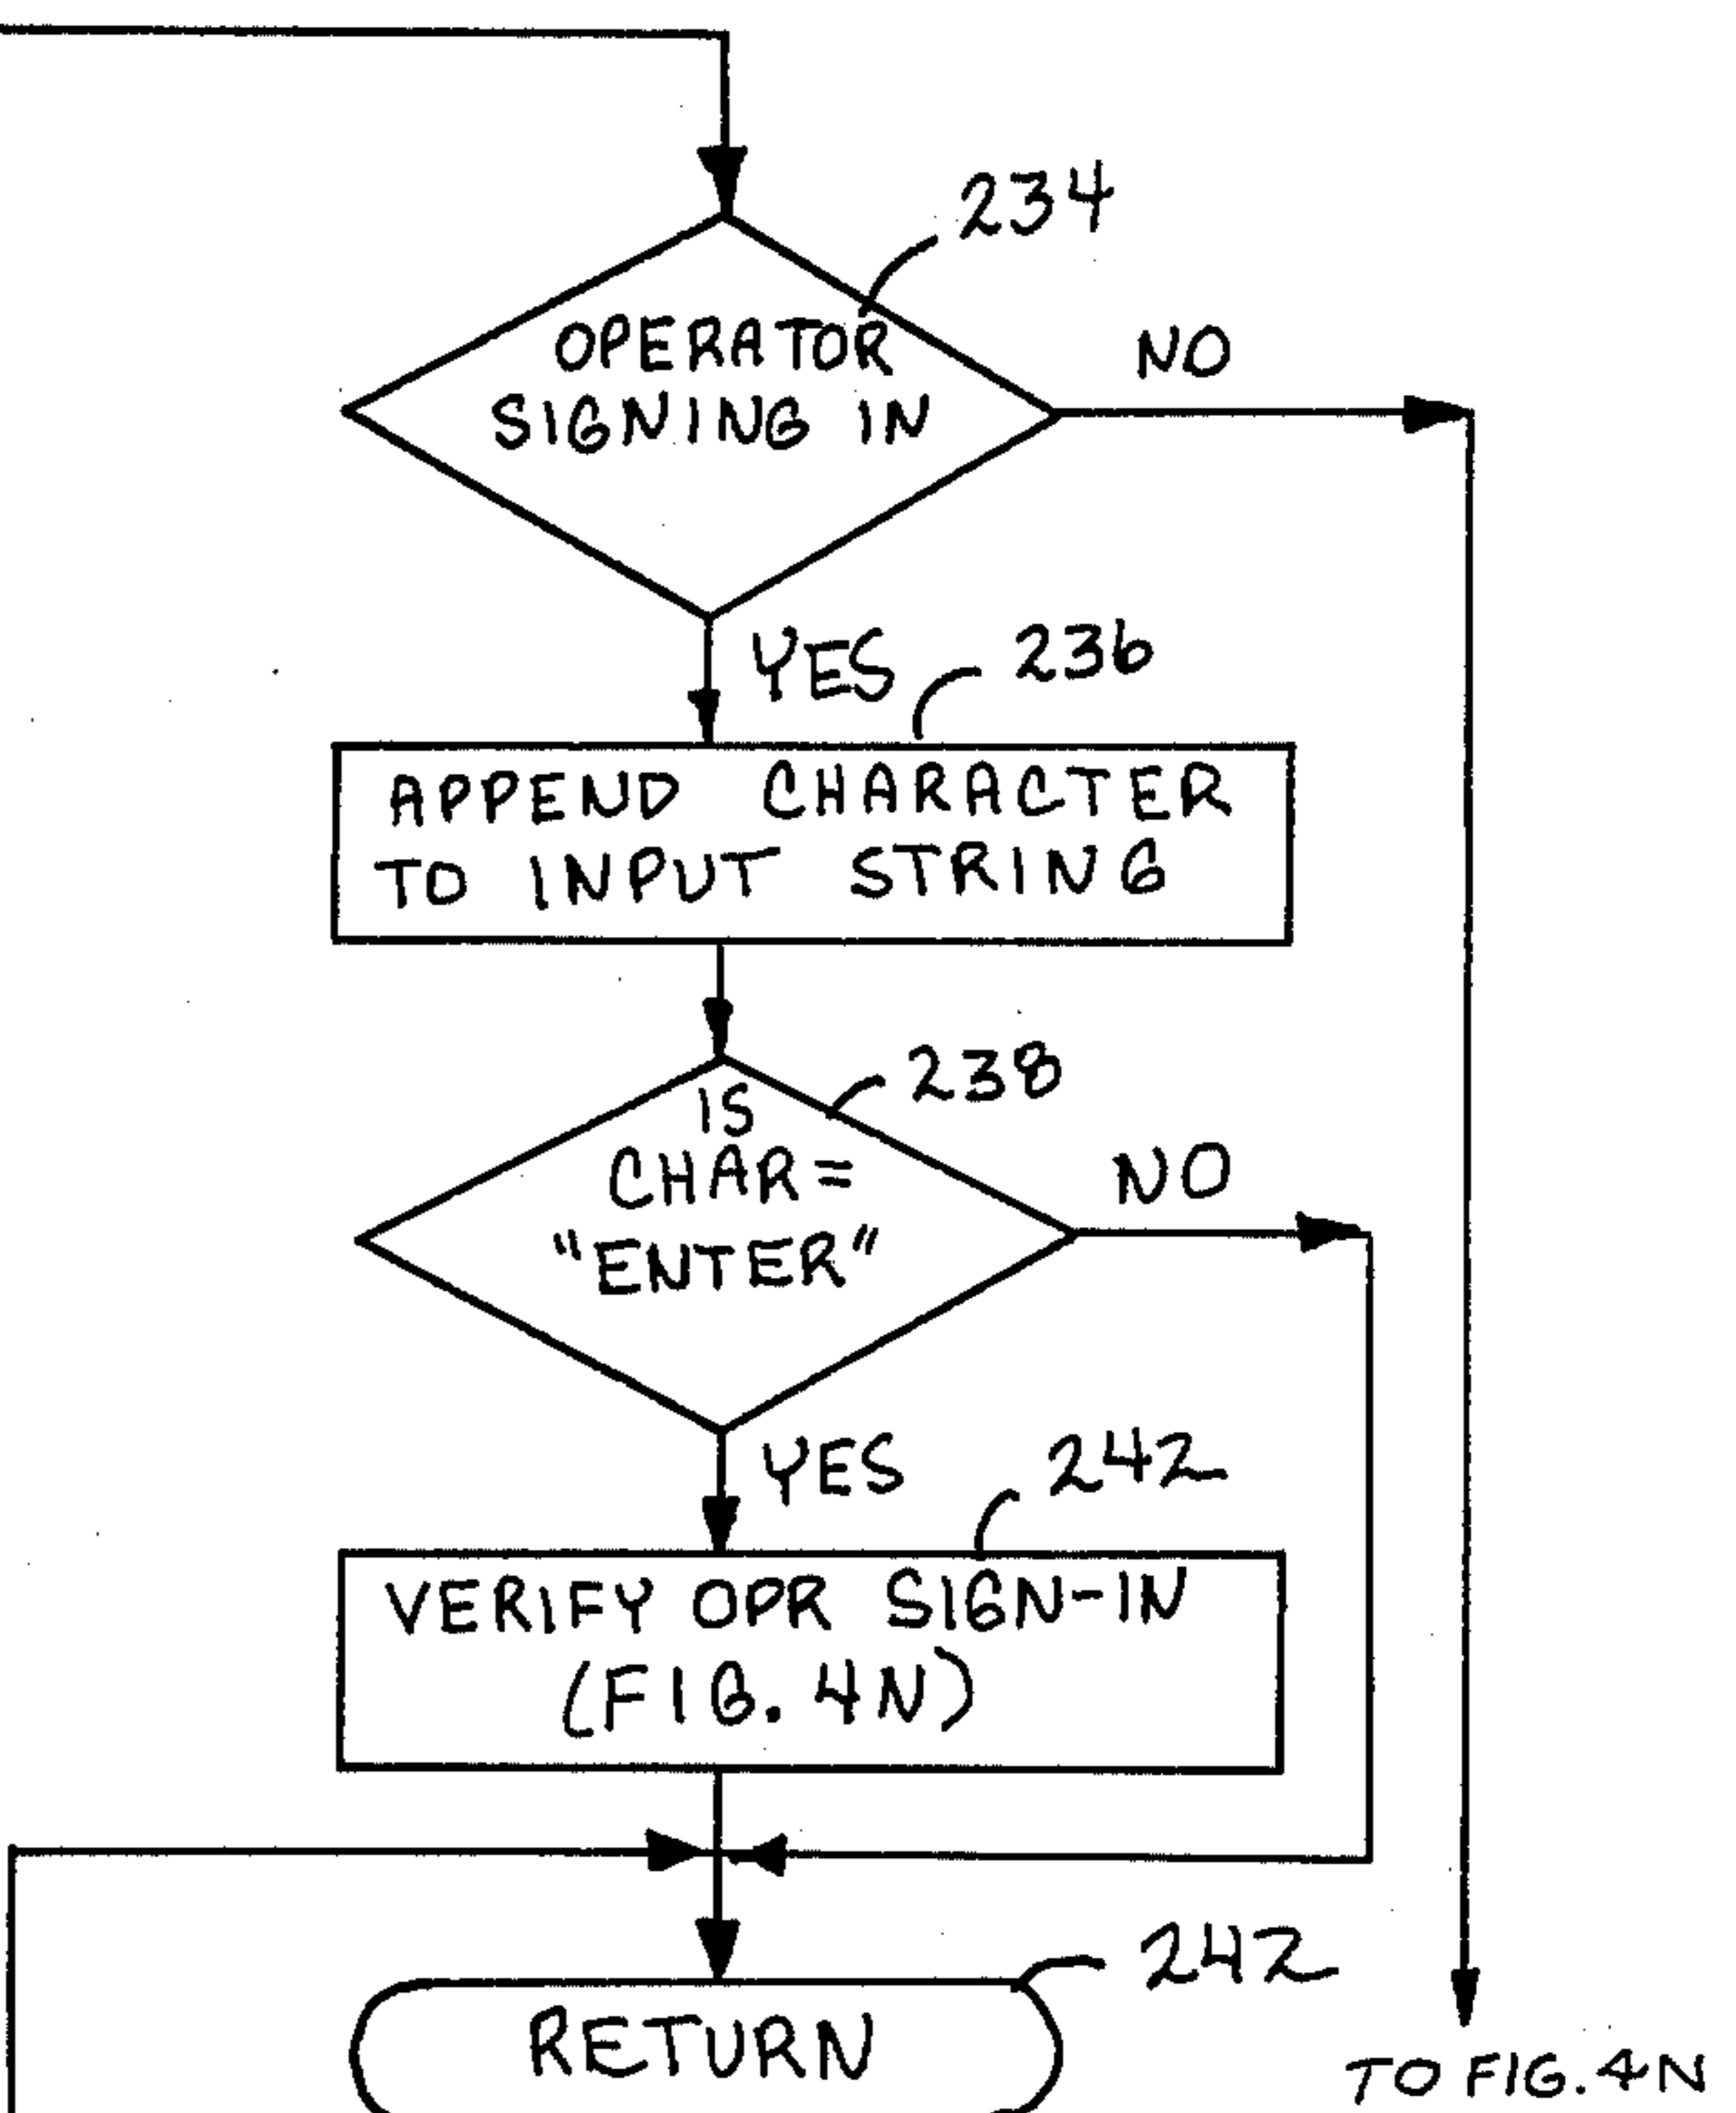 234
OPERATOR
SIGNING IN
NO
YES
236
APPEND CHARACTER
TO INPUT STRING
238
IS
CHAR=
"ENTER"
NO
YES
242
VERIFY OPR SIGN-IN
(FIG. 4N)
242
RETURN
TO FIG. 4N